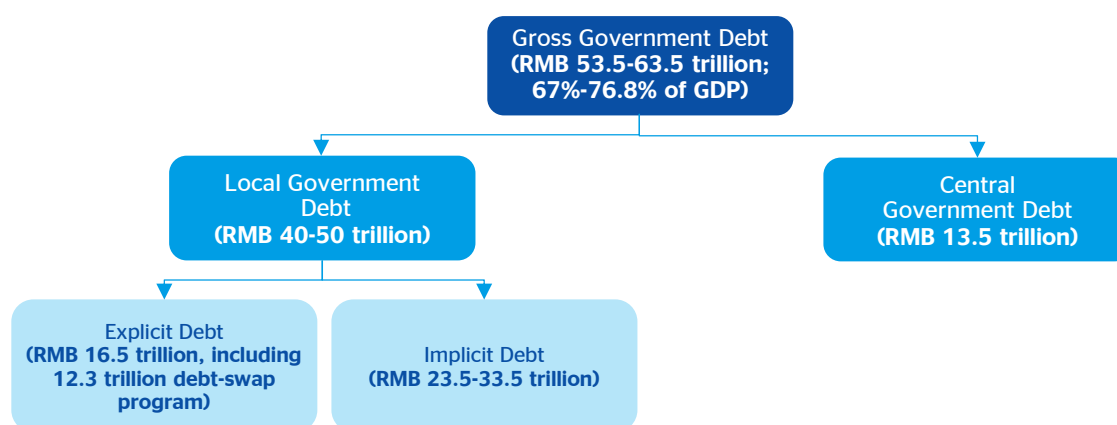 Gross Government Debt
(RMB 53.5-63.5 trillion;
67%-76.8% of GDP)
Local Government
Debt
(RMB 40-50 trillion)
Central
Government Debt
(RMB 13.5 trillion)
Explicit Debt
(RMB 16.5 trillion, including
12.3 trillion debt-swap
program)
Implicit Debt
(RMB 23.5-33.5 trillion)